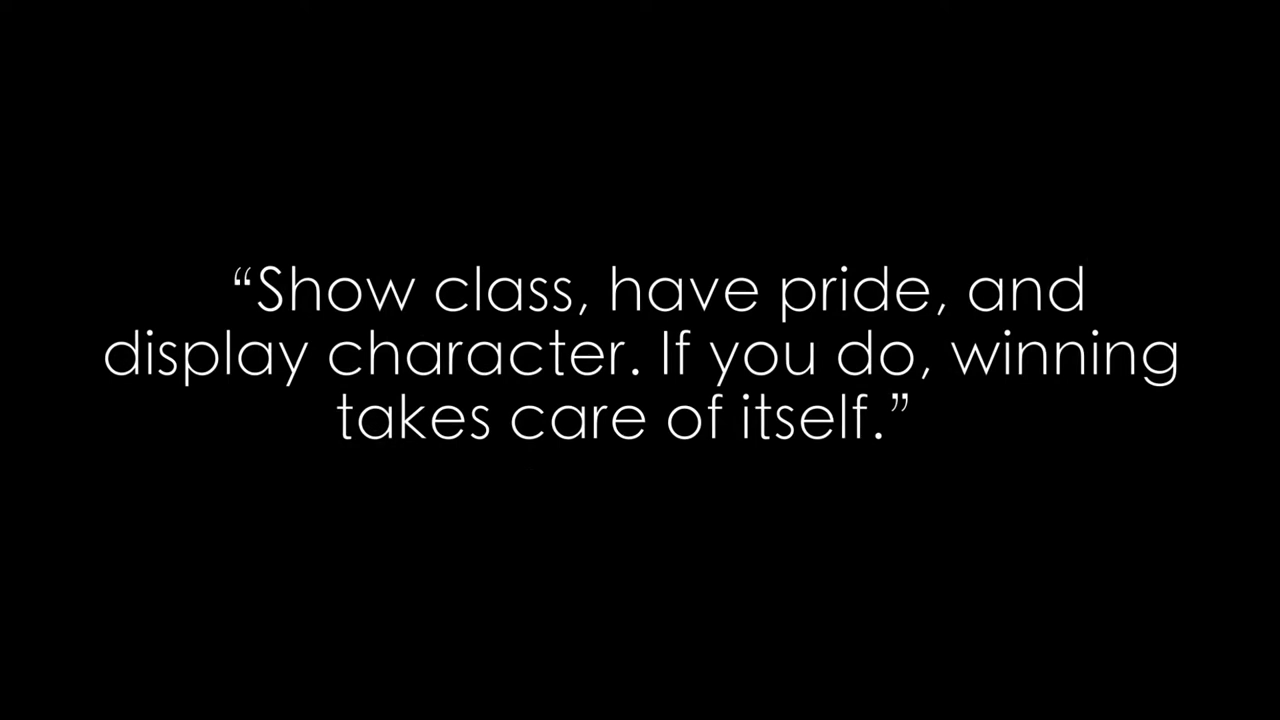 “Show class, have pride, and
display character. If you do, winning
takes care of itself.”